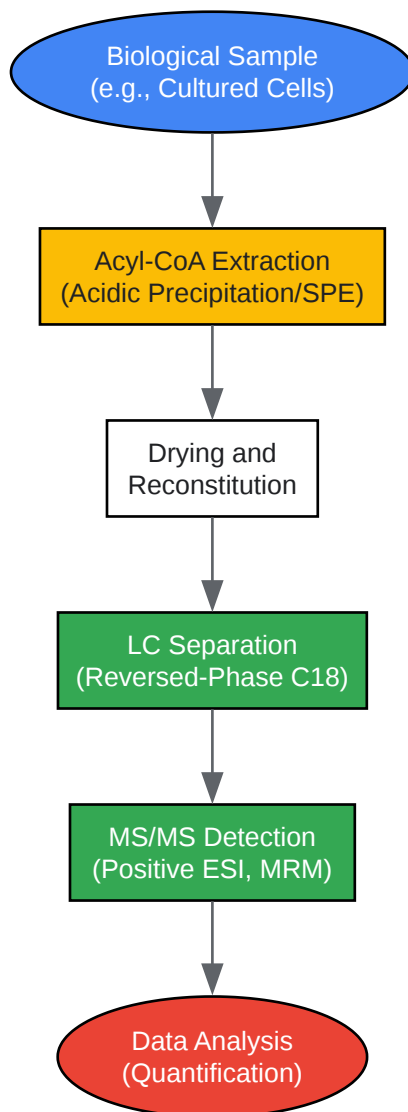 Biological Sample
(e.g., Cultured Cells)
Acyl-CoA Extraction
(Acidic Precipitation/SPE)
Drying and
Reconstitution
LC Separation
(Reversed-Phase C18)
MS/MS Detection
(Positive ESI, MRM)
Data Analysis
(Quantification)